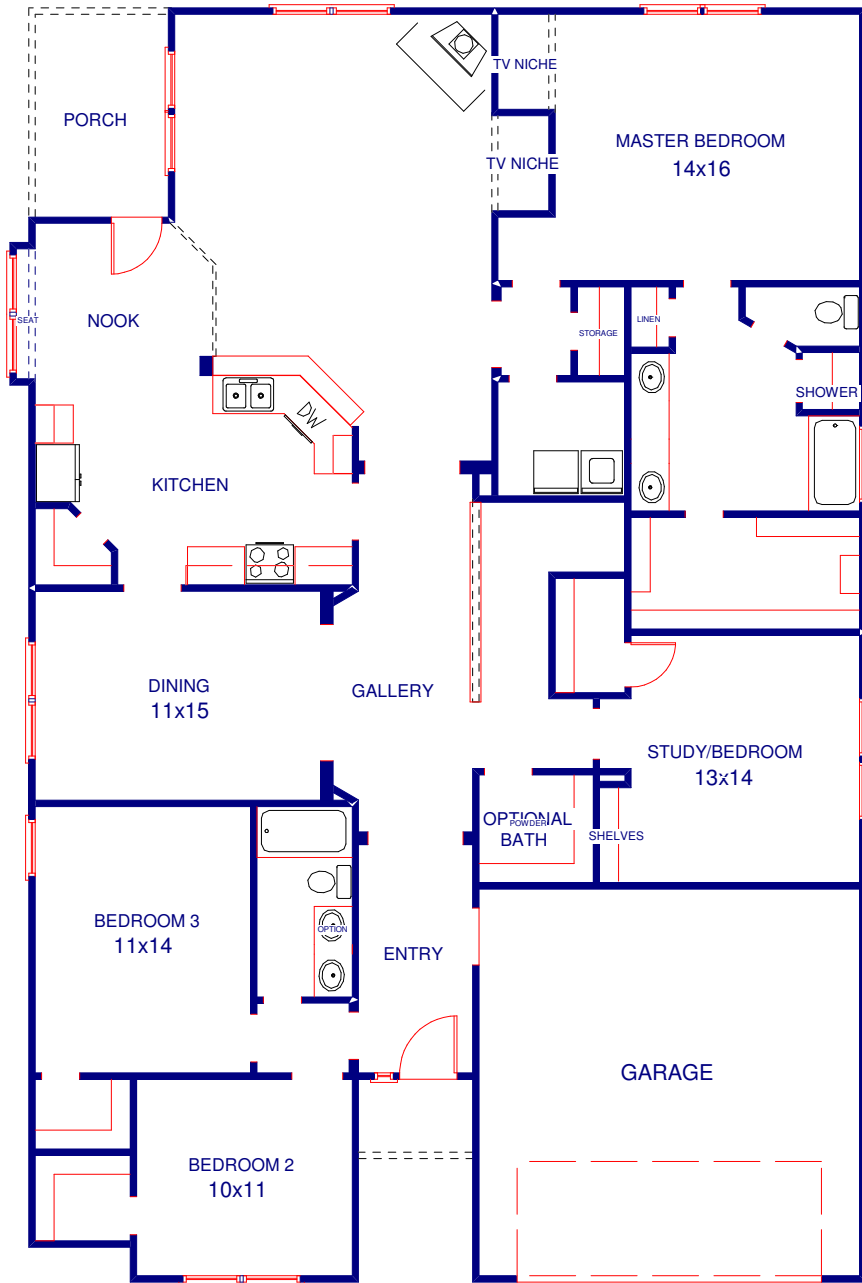 TV NICHE
PORCH
MASTER BEDROOM
14x16
TV NICHE
SEAT
NOOK
STORAGE
LINEN
SHOWER
DW
KITCHEN
DINING
11x15
GALLERY
STUDY/BEDROOM
13x14
OPTIONAL
POWDER
BATH
SHELVES
BEDROOM 3
11x14
OPTION
ENTRY
GARAGE
BEDROOM 2
10x11